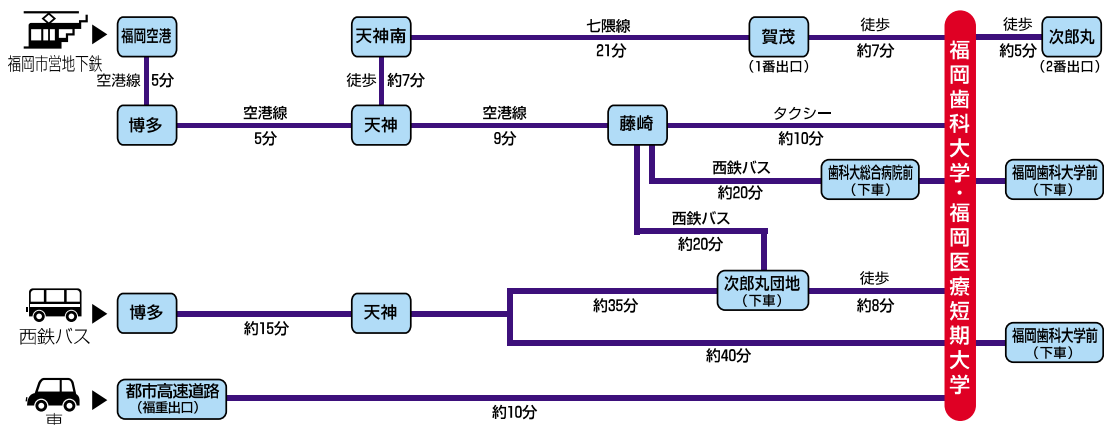 福岡市営地下鉄
福岡空港
空港線 5分
天神南
徒歩 約7分
七隈線
21分
賀茂
（1番出口）
徒歩
約7分
徒歩
約5分
次郎丸
（2番出口）
博多
空港線
5分
天神
空港線
9分
藤崎
タクシー
約10分
西鉄バス
約20分
歯科大総合病院前
（下車）
福岡歯科大学前
（下車）
西鉄バス
約20分
次郎丸団地
（下車）
徒歩
約8分
西鉄バス
博多
約15分
天神
約35分
約40分
福岡歯科大学前
（下車）
車
都市高速道路
（福重出口）
約10分
福岡歯科大学・福岡医療短期大学